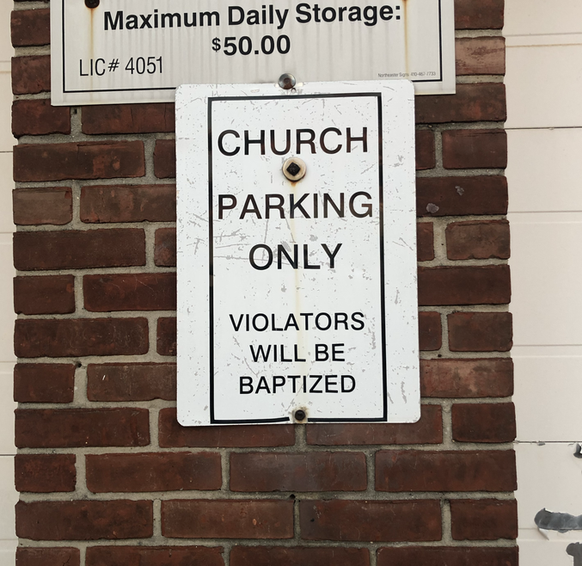 Maximum Daily Storage:
$50.00
LIC# 4051
CHURCH
PARKING
ONLY
VIOLATORS
WILL BE
BAPTIZED